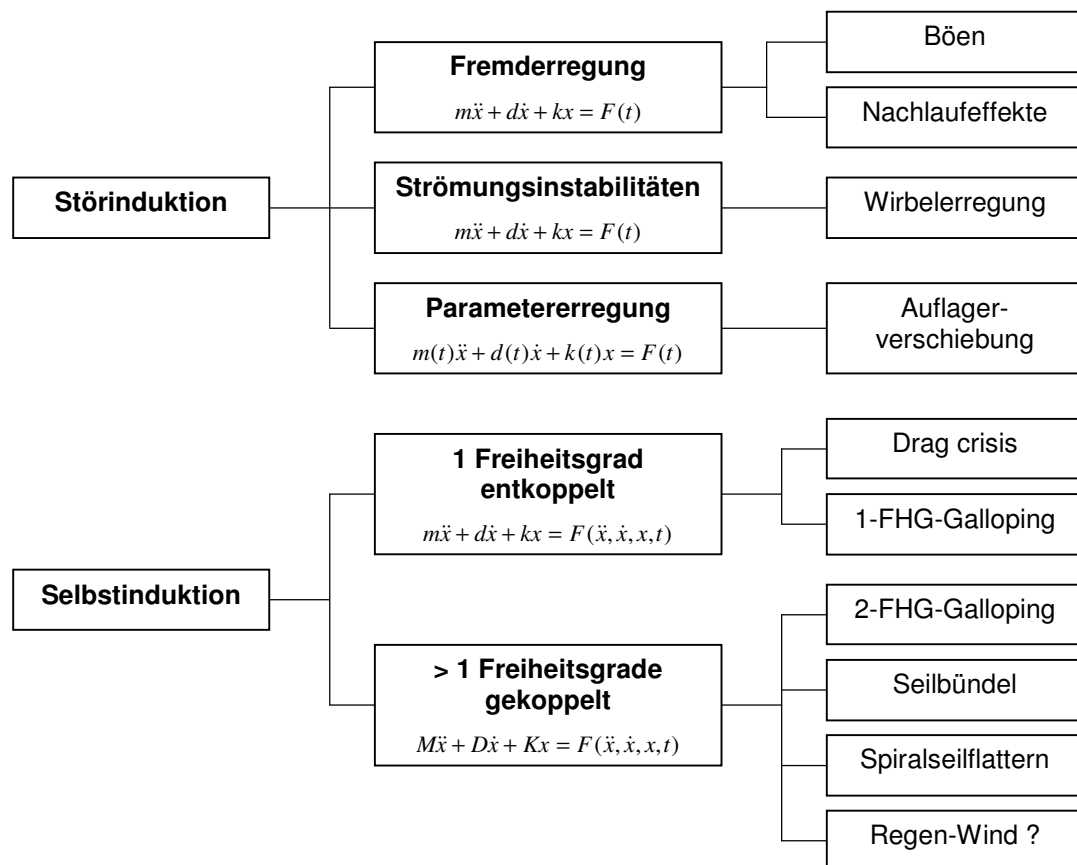 Störinduktion
Fremderregung
mẍ + dẋ + kx = F(t)
Böen
Nachlaufeffekte
Strömungsinstabilitäten
mẍ + dẋ + kx = F(t)
Wirbelerregung
Parametererregung
m(t)ẍ + d(t)ẋ + k(t)x = F(t)
Auflager-
verschiebung
Selbstinduktion
1 Freiheitsgrad
entkoppelt
mẍ + dẋ + kx = F(ẍ, ẋ, x, t)
Drag crisis
1-FHG-Galloping
> 1 Freiheitsgrade
gekoppelt
Mẍ + Dẋ + Kx = F(ẍ, ẋ, x, t)
2-FHG-Galloping
Seilbündel
Spiralseilflattern
Regen-Wind ?